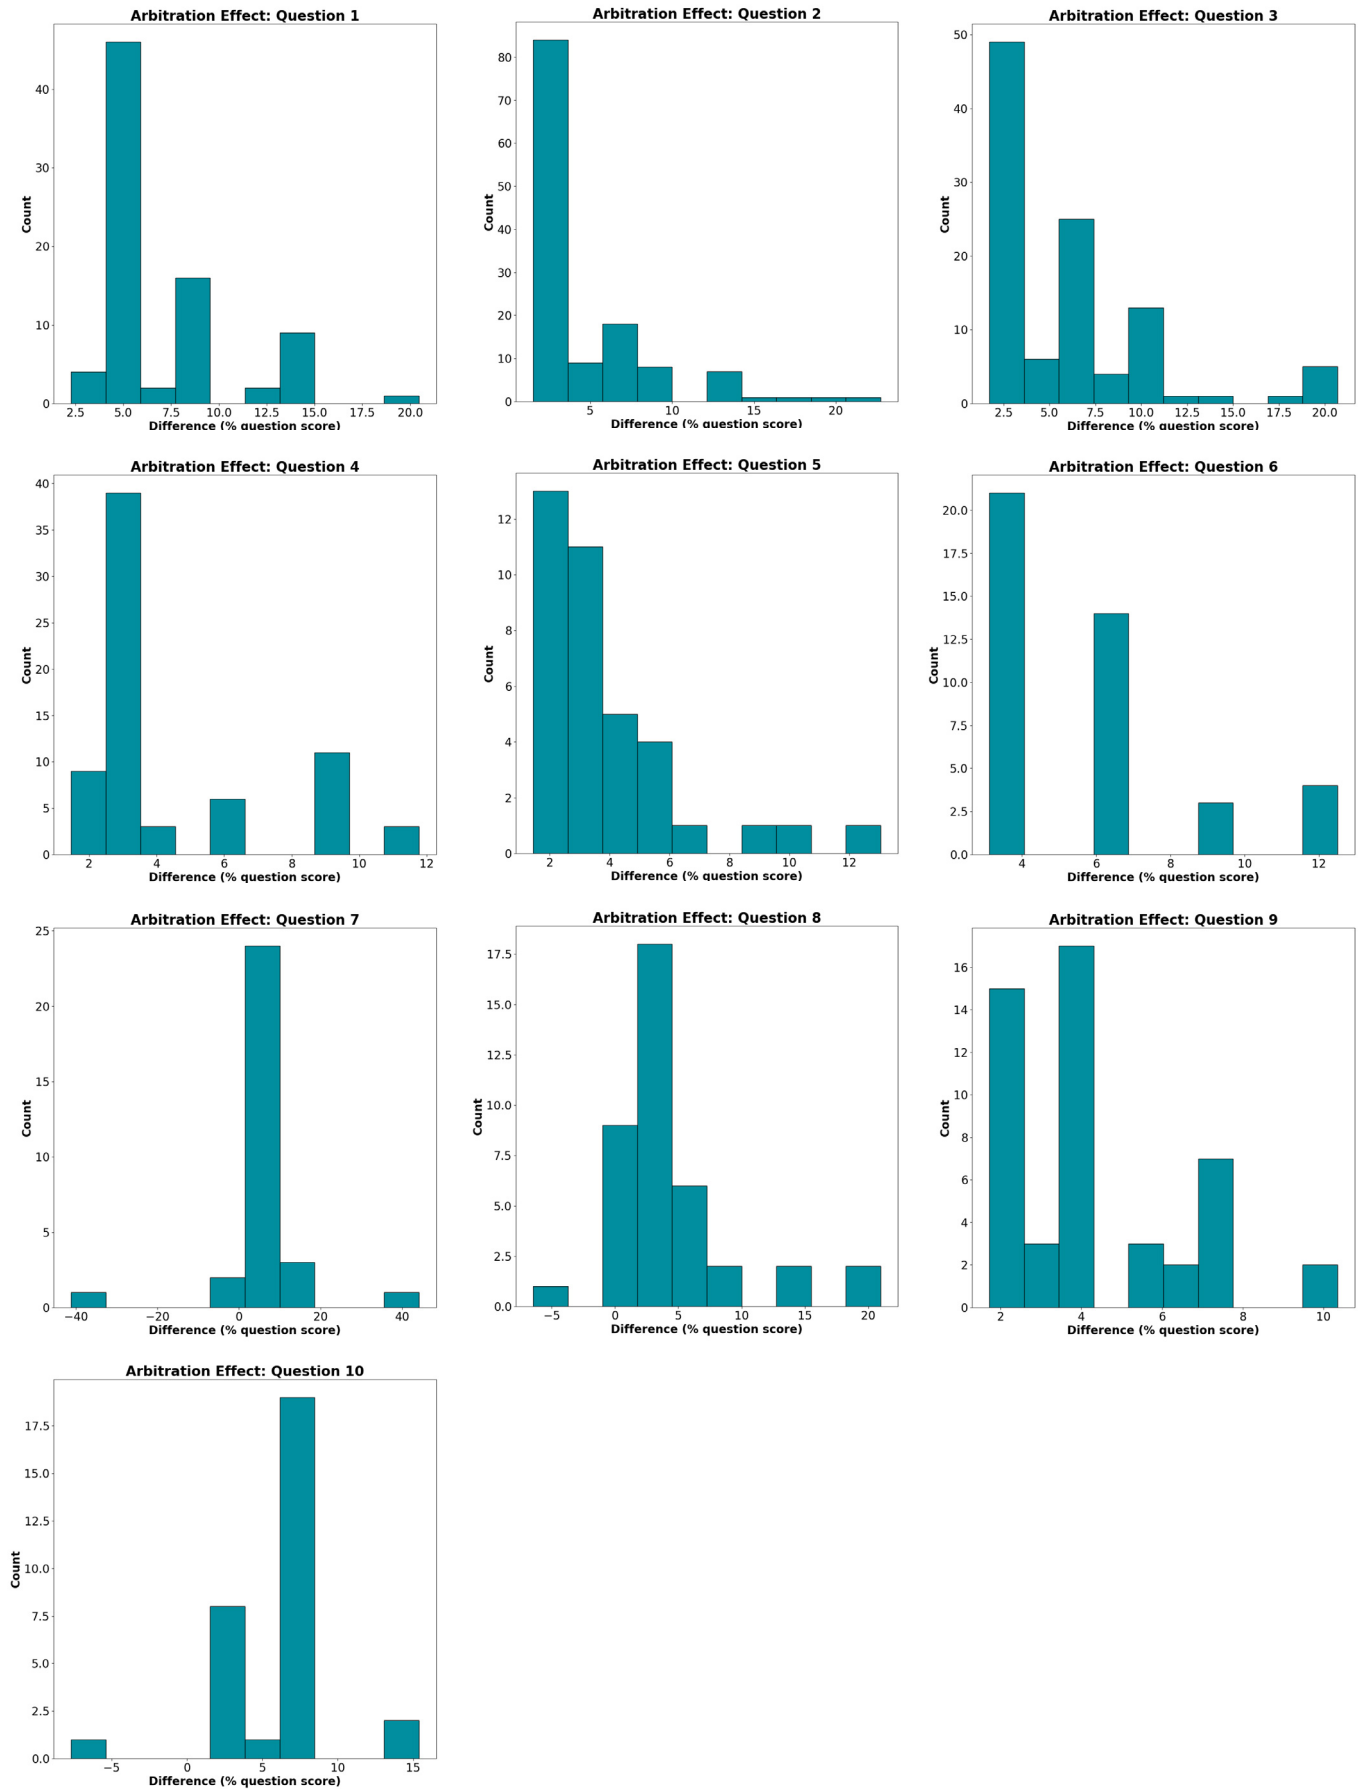 Arbitration Effect: Question 1
Count
40
30
20
10
0
2.5 5.0 7.5 10.0 12.5 15.0 17.5 20.0
Difference (% question score)
Arbitration Effect: Question 2
Count
80
70
60
50
40
30
20
10
0
5 10 15 20
Difference (% question score)
Arbitration Effect: Question 3
Count
50
40
30
20
10
0
2.5 5.0 7.5 10.0 12.5 15.0 17.5 20.0
Difference (% question score)
Arbitration Effect: Question 4
Count
40
35
30
25
20
15
10
5
0
2 4 6 8 10 12
Difference (% question score)
Arbitration Effect: Question 5
Count
12
10
8
6
4
2
0
2 4 6 8 10 12
Difference (% question score)
Arbitration Effect: Question 6
Count
20.0
17.5
15.0
12.5
10.0
7.5
5.0
2.5
0.0
4 6 8 10 12
Difference (% question score)
Arbitration Effect: Question 7
Count
25
20
15
10
5
0
−40 −20 0 20 40
Difference (% question score)
Arbitration Effect: Question 8
Count
17.5
15.0
12.5
10.0
7.5
5.0
2.5
0.0
−5 0 5 10 15 20
Difference (% question score)
Arbitration Effect: Question 9
Count
16
14
12
10
8
6
4
2
0
2 4 6 8 10
Difference (% question score)
Arbitration Effect: Question 10
Count
17.5
15.0
12.5
10.0
7.5
5.0
2.5
0.0
−5 0 5 10 15
Difference (% question score)